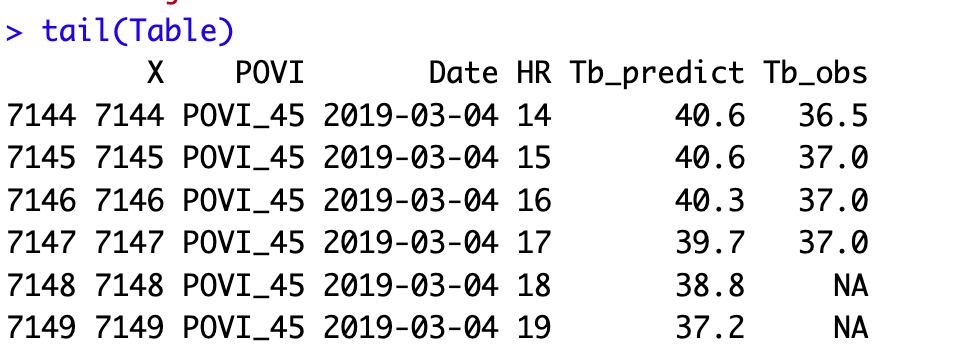 > tail(Table)
X POVI Date HR Tb_predict Tb_obs
7144 7144 POVI_45 2019-03-04 14 40.6 36.5
7145 7145 POVI_45 2019-03-04 15 40.6 37.0
7146 7146 POVI_45 2019-03-04 16 40.3 37.0
7147 7147 POVI_45 2019-03-04 17 39.7 37.0
7148 7148 POVI_45 2019-03-04 18 38.8 NA
7149 7149 POVI_45 2019-03-04 19 37.2 NA